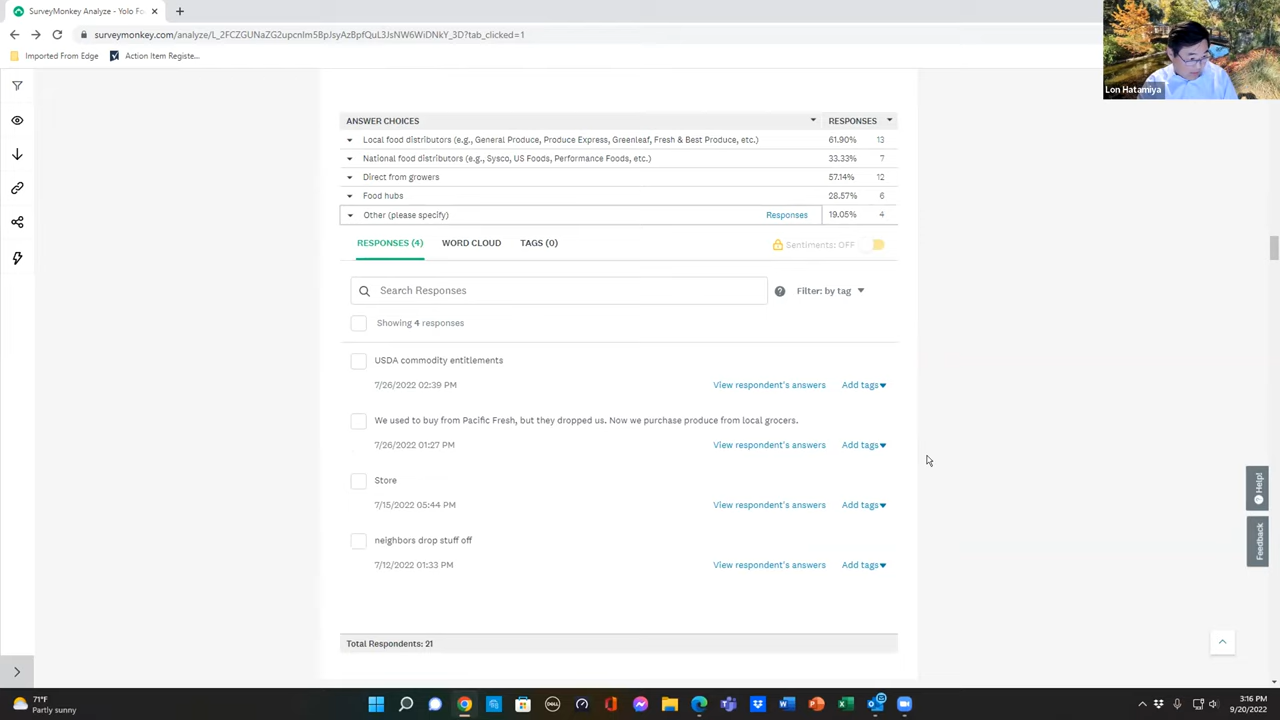 SurveyMonkey Analyze - Yolo Fo
surveymonkey.com/analyze/L_2FCZGUNaZG2upcnIm5BpJsyAzBpfQuL3JsNW6WiDNkY_3D?tab_clicked=1
Imported From Edge
Action Item Registe...
Lon Hatamiya
ANSWER CHOICES
RESPONSES
Local food distributors (e.g., General Produce, Produce Express, Greenleaf, Fresh & Best Produce, etc.) 61.90% 13
National food distributors (e.g., Sysco, US Foods, Performance Foods, etc.) 33.33% 7
Direct from growers 57.14% 12
Food hubs 28.57% 6
Other (please specify) Responses 19.05% 4
RESPONSES (4) WORD CLOUD TAGS (0) Sentiments: OFF
Search Responses ? Filter: by tag
Showing 4 responses
USDA commodity entitlements
7/26/2022 02:39 PM View respondent's answers Add tags
We used to buy from Pacific Fresh, but they dropped us. Now we purchase produce from local grocers.
7/26/2022 01:27 PM View respondent's answers Add tags
Store
7/15/2022 05:44 PM View respondent's answers Add tags
neighbors drop stuff off
7/12/2022 01:33 PM View respondent's answers Add tags
Help!
Feedback
Total Respondents: 21
71°F
Partly sunny
DELL
3:16 PM
9/20/2022